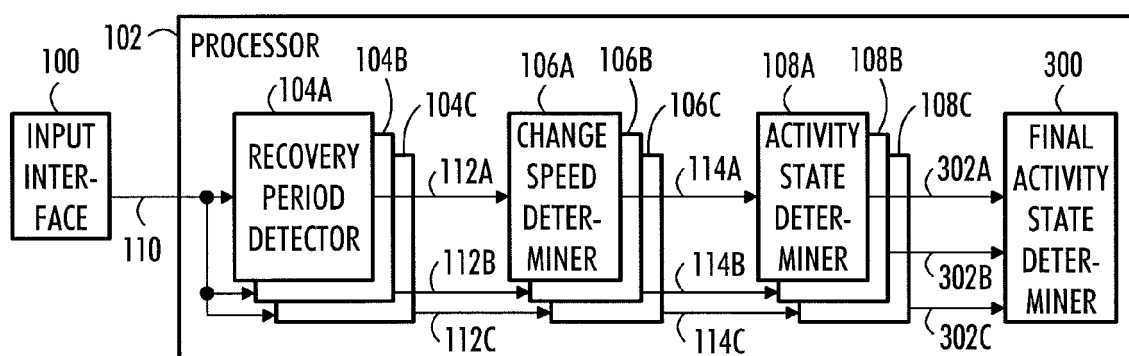 102
PROCESSOR
100
INPUT
INTER-
FACE
110
104A
104B
104C
RECOVERY
PERIOD
DETECTOR
112A
112B
112C
106A
106B
106C
CHANGE
SPEED
DETER-
MINER
114A
114B
114C
108A
108B
108C
ACTIVITY
STATE
DETER-
MINER
302A
302B
302C
300
FINAL
ACTIVITY
STATE
DETER-
MINER